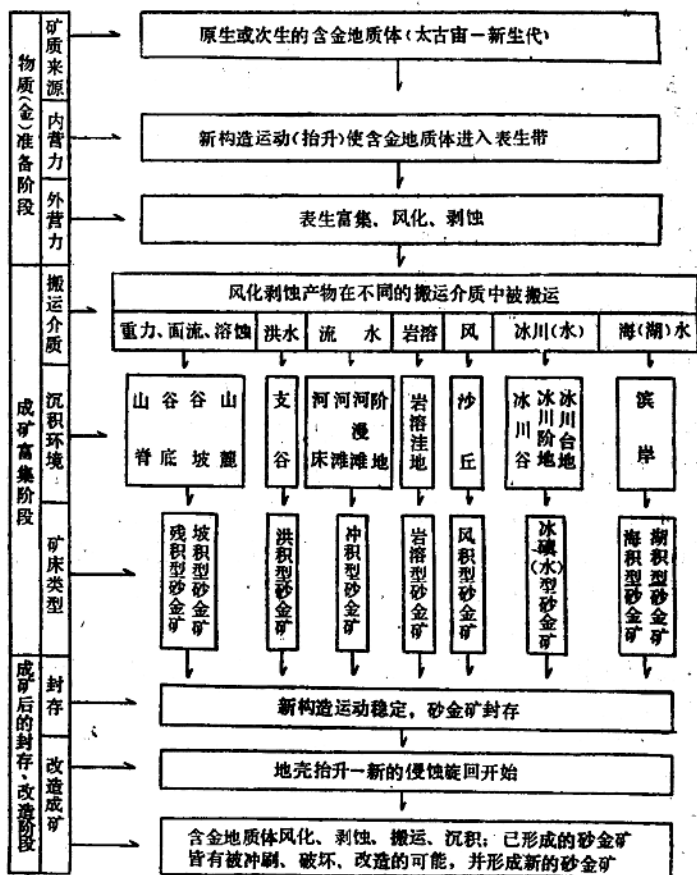 物质(金)准备阶段
矿质来源
原生或次生的含金地质体(太古宙—新生代)
内营力
新构造运动(抬升)使含金地质体进入表生带
外营力
表生富集、风化、剥蚀
成矿富集阶段
搬运介质
风化剥蚀产物在不同的搬运介质中被搬运
重力、面流、溶蚀 洪水 流水 岩溶 风 冰川(水) 海(湖)水
沉积环境
山脊 谷底 谷坡 山麓
支谷
河床 河滩 河漫滩 阶地
岩溶洼地
沙丘
冰川谷 冰川阶地 冰川台地
滨岸
矿床类型
残积型砂金矿 坡积型砂金矿
洪积型砂金矿
冲积型砂金矿
岩溶型砂金矿
风积型砂金矿
冰碛(水)型砂金矿
海积型砂金矿 湖积型砂金矿
成矿后的封存、改造阶段
封存
新构造运动稳定，砂金矿封存
改造成矿
地壳抬升—新的侵蚀旋回开始
含金地质体风化、剥蚀、搬运、沉积；已形成的砂金矿
皆有被冲刷、破坏、改造的可能，并形成新的砂金矿